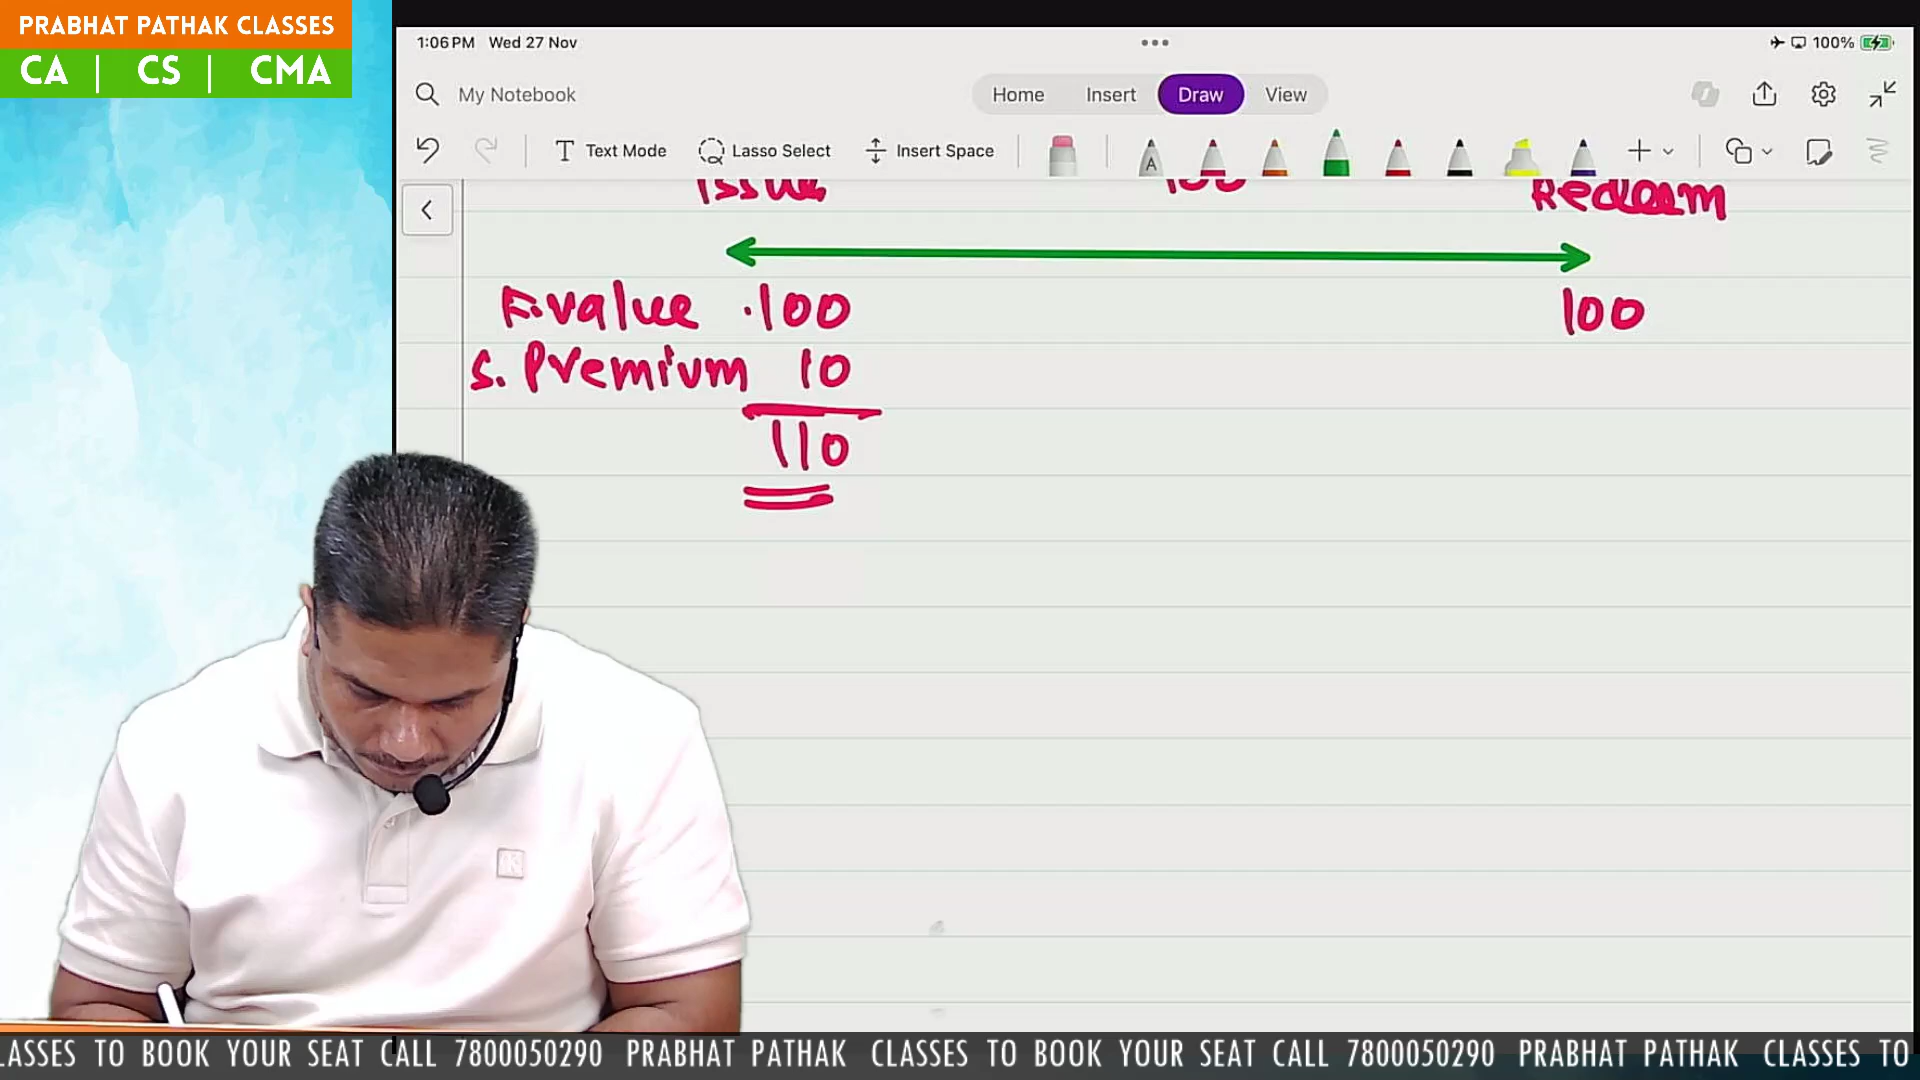 PRABHAT PATHAK CLASSES
CA | CS | CMA
1:06 PM Wed 27 Nov
100%
My Notebook
Home Insert Draw View
Text Mode Lasso Select Insert Space
A
Issue 100 Redeem
F.value 100 100
S. Premium 10
110
LASSES TO BOOK YOUR SEAT CALL 7800050290 PRABHAT PATHAK CLASSES TO BOOK YOUR SEAT CALL 7800050290 PRABHAT PATHAK CLASSES TO